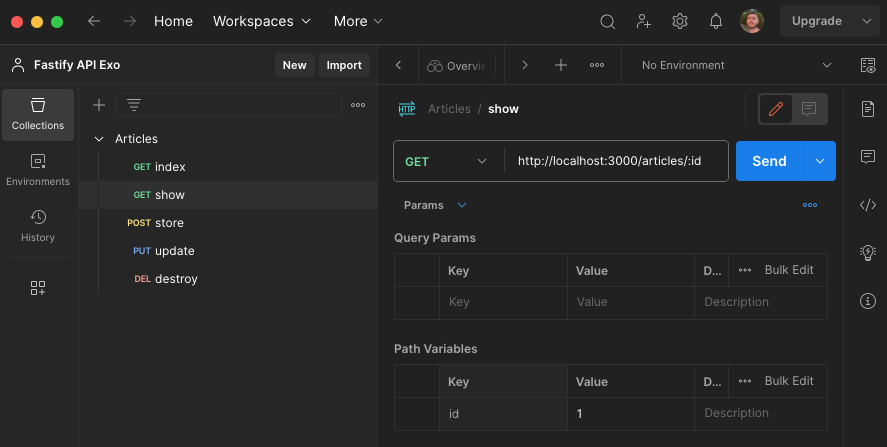 Home Workspaces More Upgrade
Fastify API Exo New Import Overvie No Environment
Collections
Environments
History
Articles
GET index
GET show
POST store
PUT update
DEL destroy
HTTP Articles / show
GET http://localhost:3000/articles/:id Send
Params
Query Params
Key Value D... Bulk Edit
Key Value Description
Path Variables
Key Value D... Bulk Edit
id 1 Description